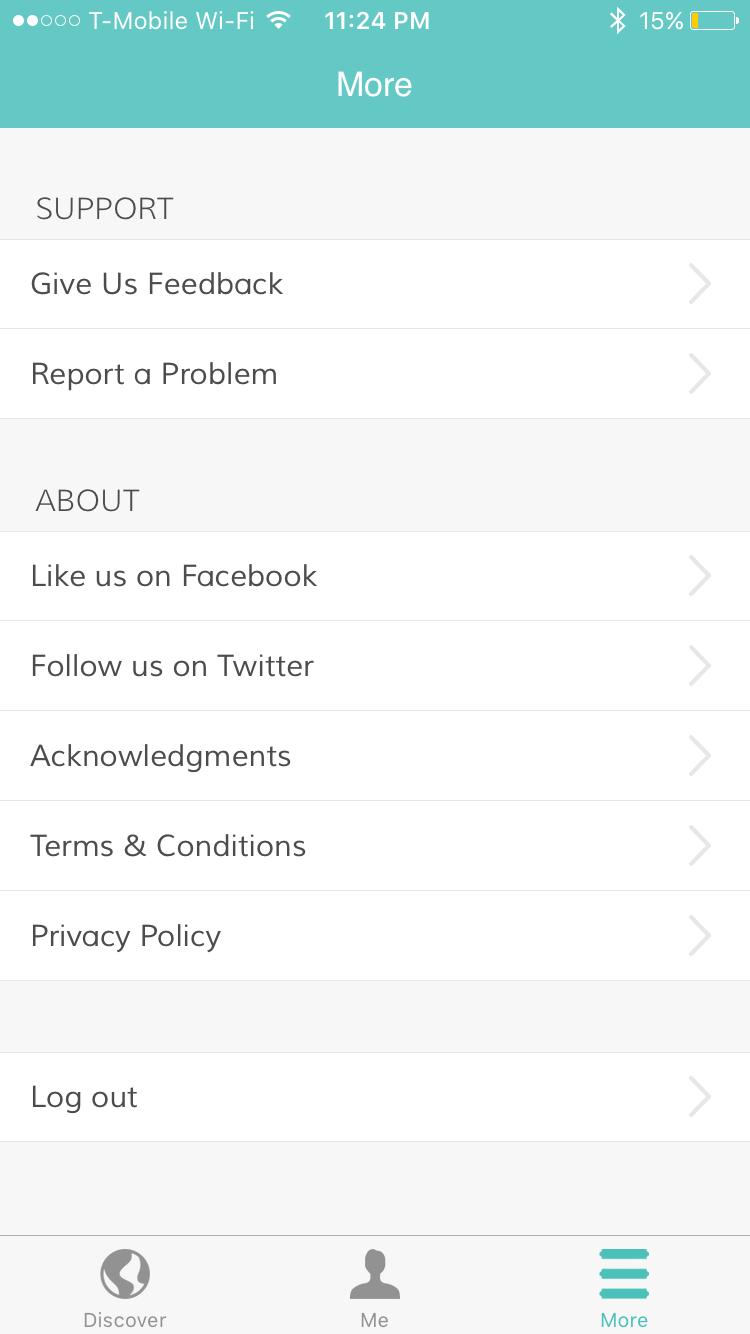 T-Mobile Wi-Fi 11:24 PM 15%
More
SUPPORT
Give Us Feedback
Report a Problem
ABOUT
Like us on Facebook
Follow us on Twitter
Acknowledgments
Terms & Conditions
Privacy Policy
Log out
Discover Me More